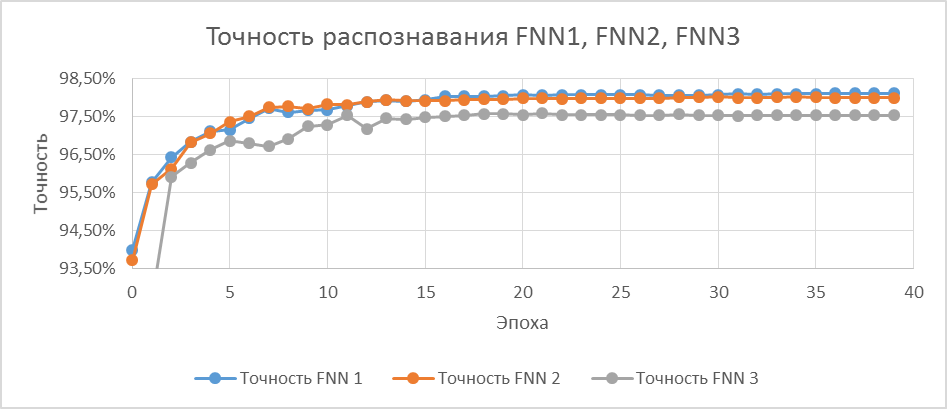 Точность распознавания FNN1, FNN2, FNN3
98,50%
97,50%
96,50%
95,50%
94,50%
93,50%
Точность
0 5 10 15 20 25 30 35 40
Эпоха
Точность FNN 1 Точность FNN 2 Точность FNN 3